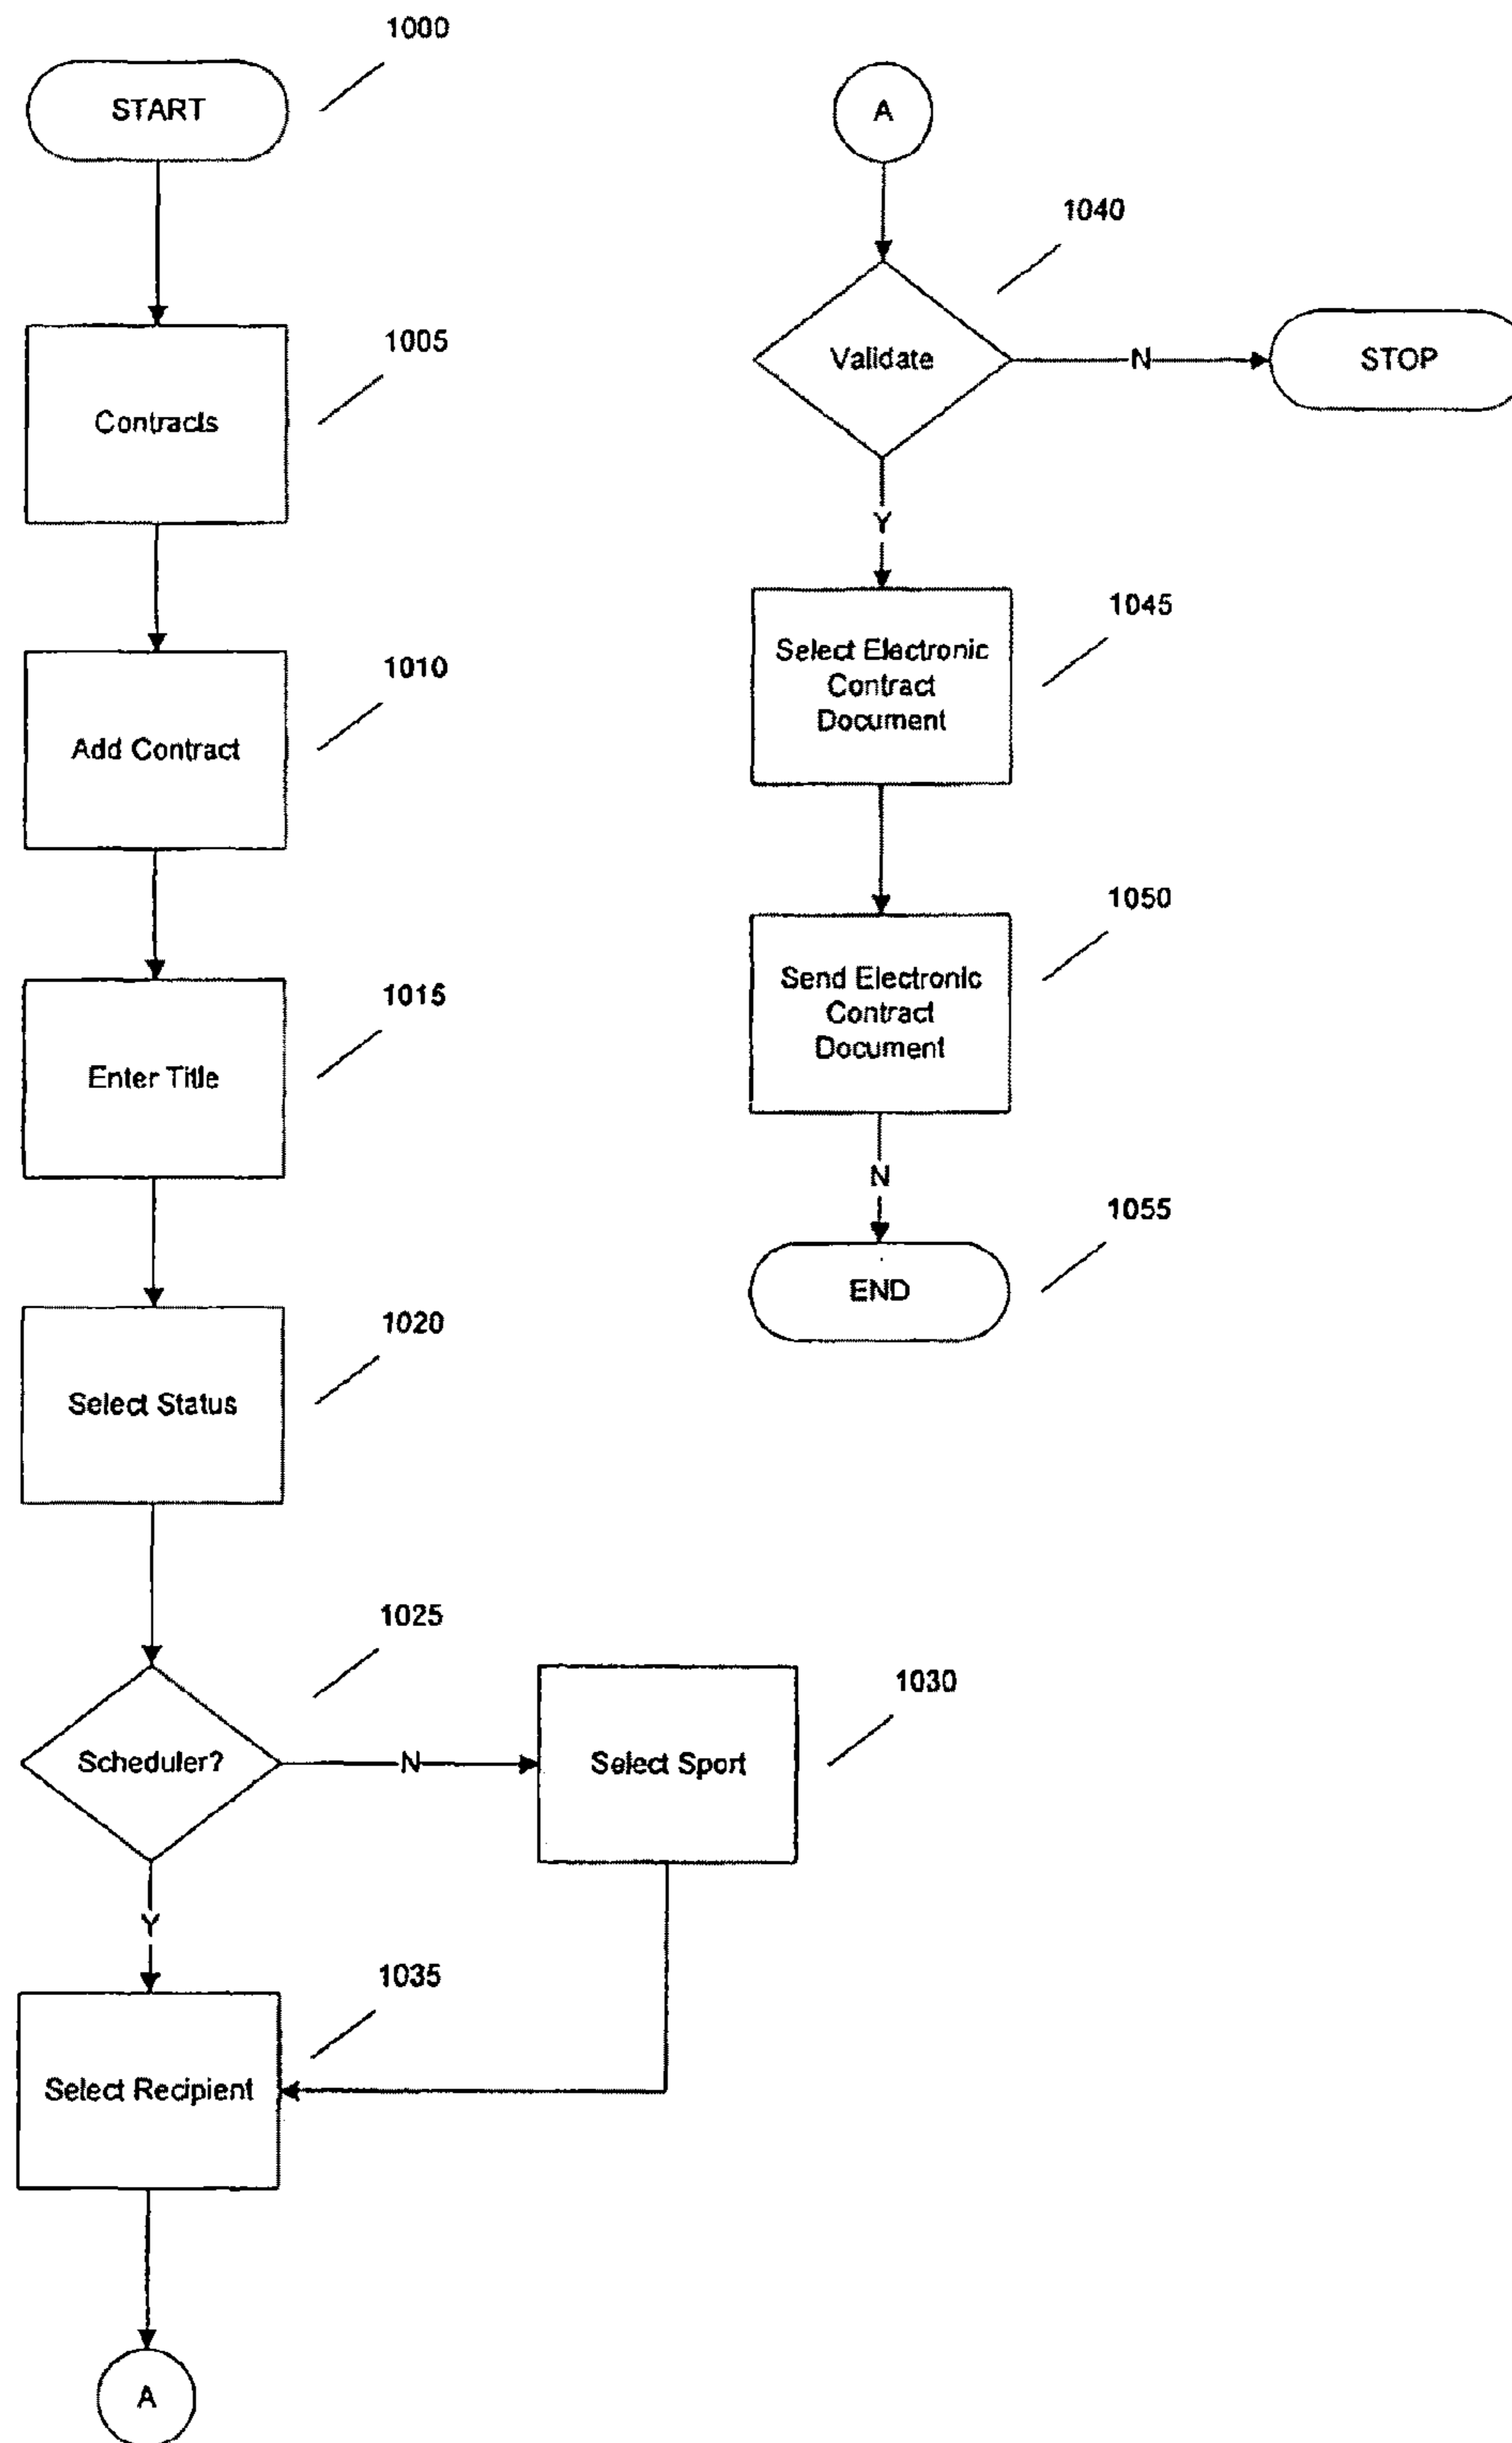 1000
START
1005
Contracts
1010
Add Contract
1015
Enter Title
1020
Select Status
1025
Scheduler?
N
1030
Select Sport
Y
1035
Select Recipient
A
A
1040
Validate
N
STOP
Y
1045
Select Electronic
Contract
Document
1050
Send Electronic
Contract
Document
N
1055
END